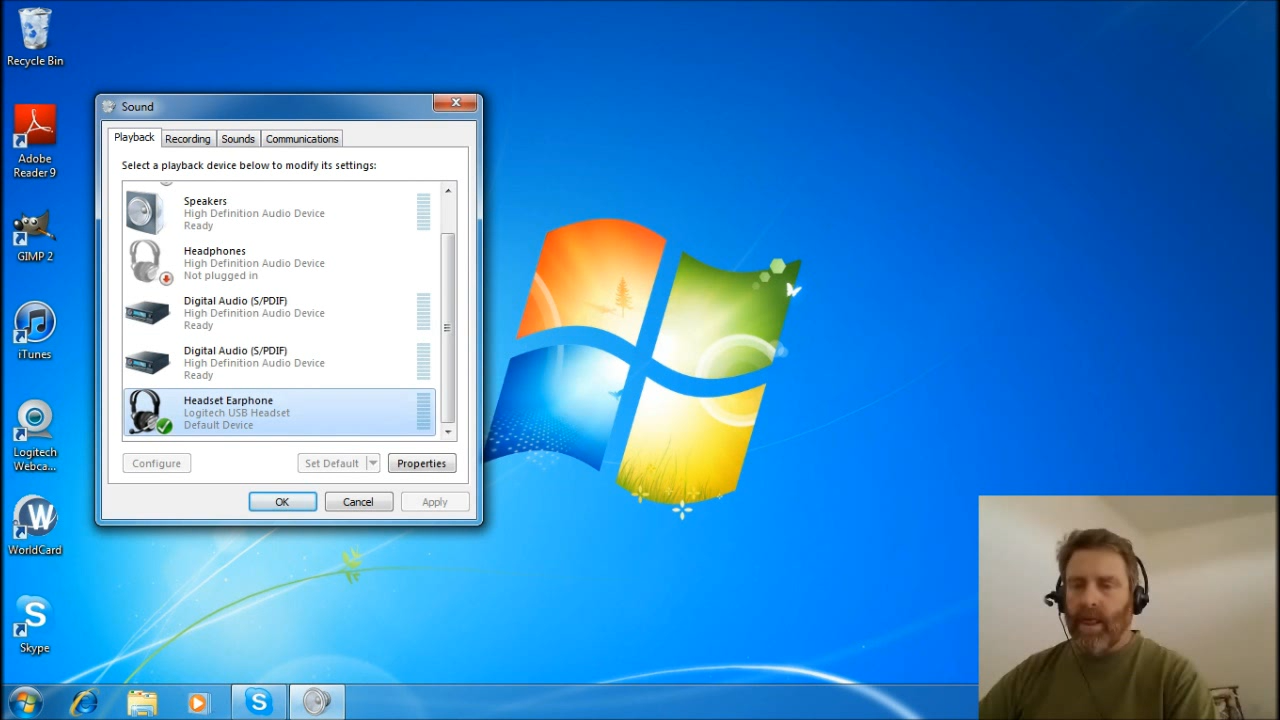 Recycle Bin
Adobe
Reader 9
GIMP 2
iTunes
Logitech
Webca...
WorldCard
Skype
Sound
Playback
Recording
Sounds
Communications
Select a playback device below to modify its settings:
Speakers
High Definition Audio Device
Ready
Headphones
High Definition Audio Device
Not plugged in
Digital Audio (S/PDIF)
High Definition Audio Device
Ready
Digital Audio (S/PDIF)
High Definition Audio Device
Ready
Headset Earphone
Logitech USB Headset
Default Device
Configure
Set Default
Properties
OK
Cancel
Apply